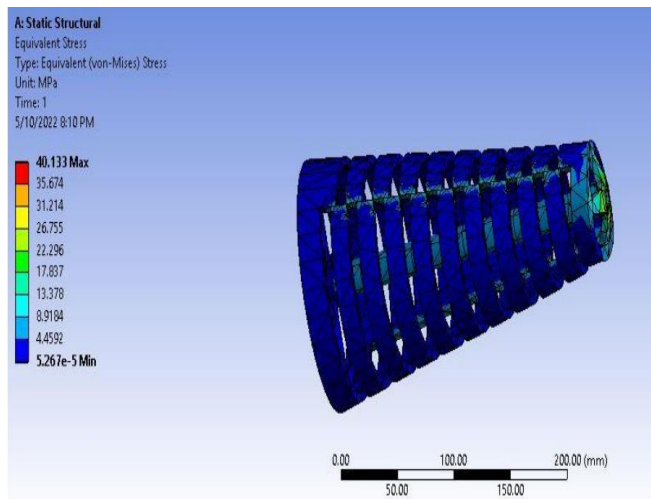 A: Static Structural
Equivalent Stress
Type: Equivalent (von-Mises) Stress
Unit: MPa
Time: 1
5/10/2022 8:10 PM
40.133 Max
35.674
31.214
26.755
22.296
17.837
13.378
8.9184
4.4592
5.267e-5 Min
0.00 100.00 200.00 (mm)
50.00 150.00